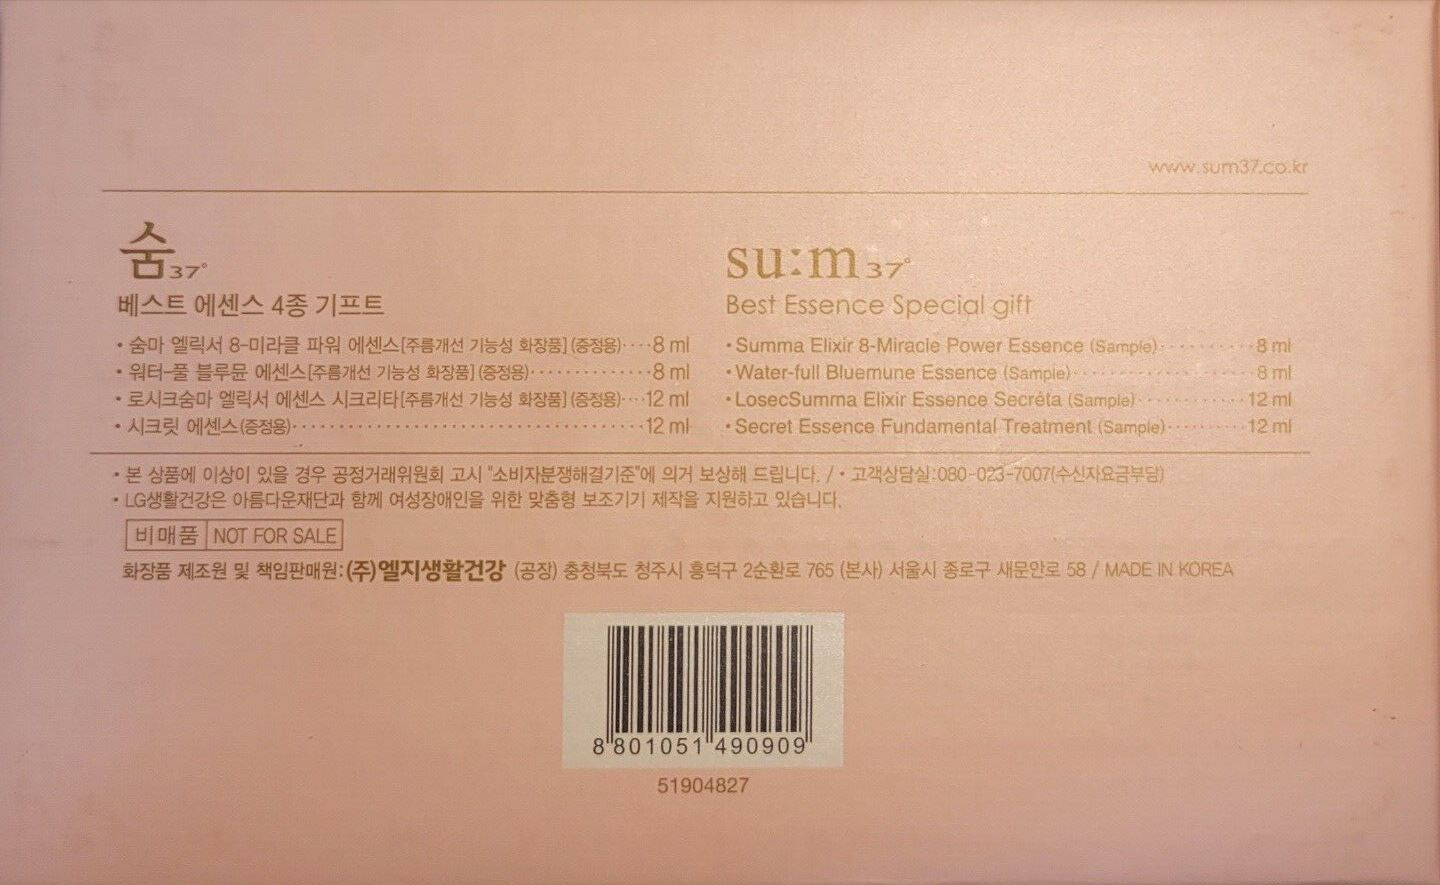 www.sum37.co.kr
숨37°
베스트 에센스 4종 기프트
• 숨마 엘릭서 8-미라클 파워 에센스[주름개선 기능성 화장품](증정용)····8 ml
• 워터-풀 블루뮨 에센스[주름개선 기능성 화장품](증정용)·············8 ml
• 로시크숨마 엘릭서 에센스 시크리타[주름개선 기능성 화장품](증정용)···12 ml
• 시크릿 에센스(증정용)······································12 ml
su:m37°
Best Essence Special gift
• Summa Elixir 8-Miracle Power Essence (Sample)···········8 ml
• Water-full Bluemune Essence (Sample)····················8 ml
• LosecSumma Elixir Essence Secréta (Sample)············12 ml
• Secret Essence Fundamental Treatment (Sample)·········12 ml
• 본 상품에 이상이 있을 경우 공정거래위원회 고시 "소비자분쟁해결기준"에 의거 보상해 드립니다. / • 고객상담실:080-023-7007(수신자요금부담)
• LG생활건강은 아름다운재단과 함께 여성장애인을 위한 맞춤형 보조기기 제작을 지원하고 있습니다.
비매품 NOT FOR SALE
화장품 제조원 및 책임판매원:(주)엘지생활건강 (공장) 충청북도 청주시 흥덕구 2순환로 765 (본사) 서울시 종로구 새문안로 58 / MADE IN KOREA
8 801051 490909
51904827